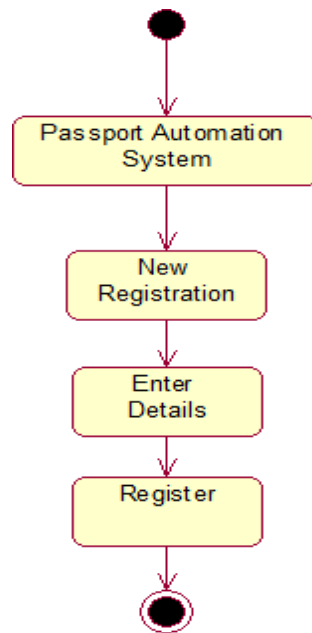 Passport Automation
System
New
Registration
Enter
Details
Register